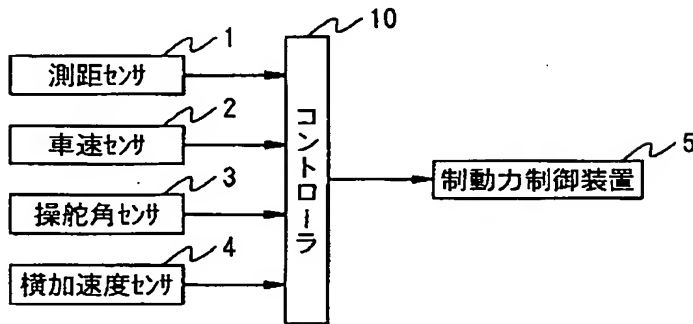 1
測距センサ
2
車速センサ
3
操舵角センサ
4
横加速度センサ
10
コントローラ
5
制動力制御装置